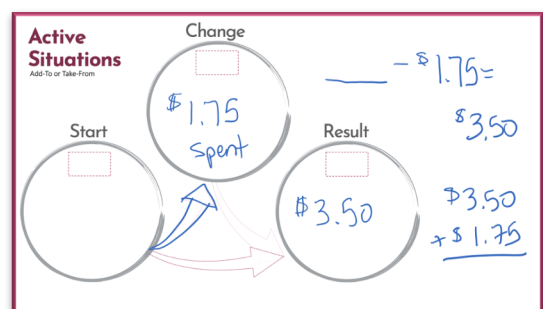 Active
Situations
Add-To or Take-From
Change
$1.75
spent
Start
Result
$3.50
___ - $1.75 =
$3.50
$3.50
+ $1.75